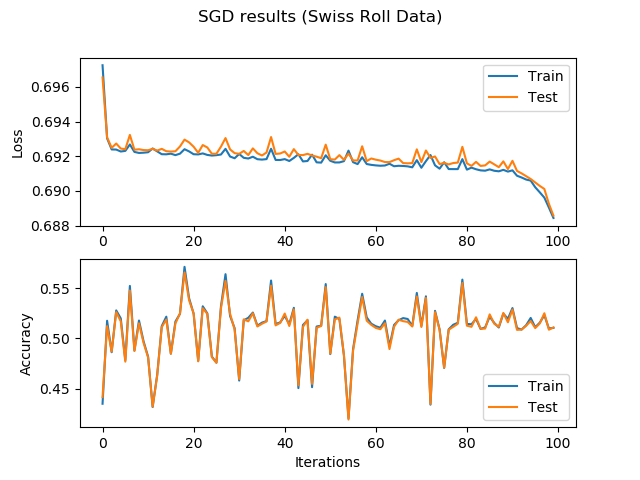 SGD results (Swiss Roll Data)
Loss
0.696
0.694
0.692
0.690
0.688
Train
Test
0 20 40 60 80 100
Accuracy
0.55
0.50
0.45
Train
Test
0 20 40 60 80 100
Iterations